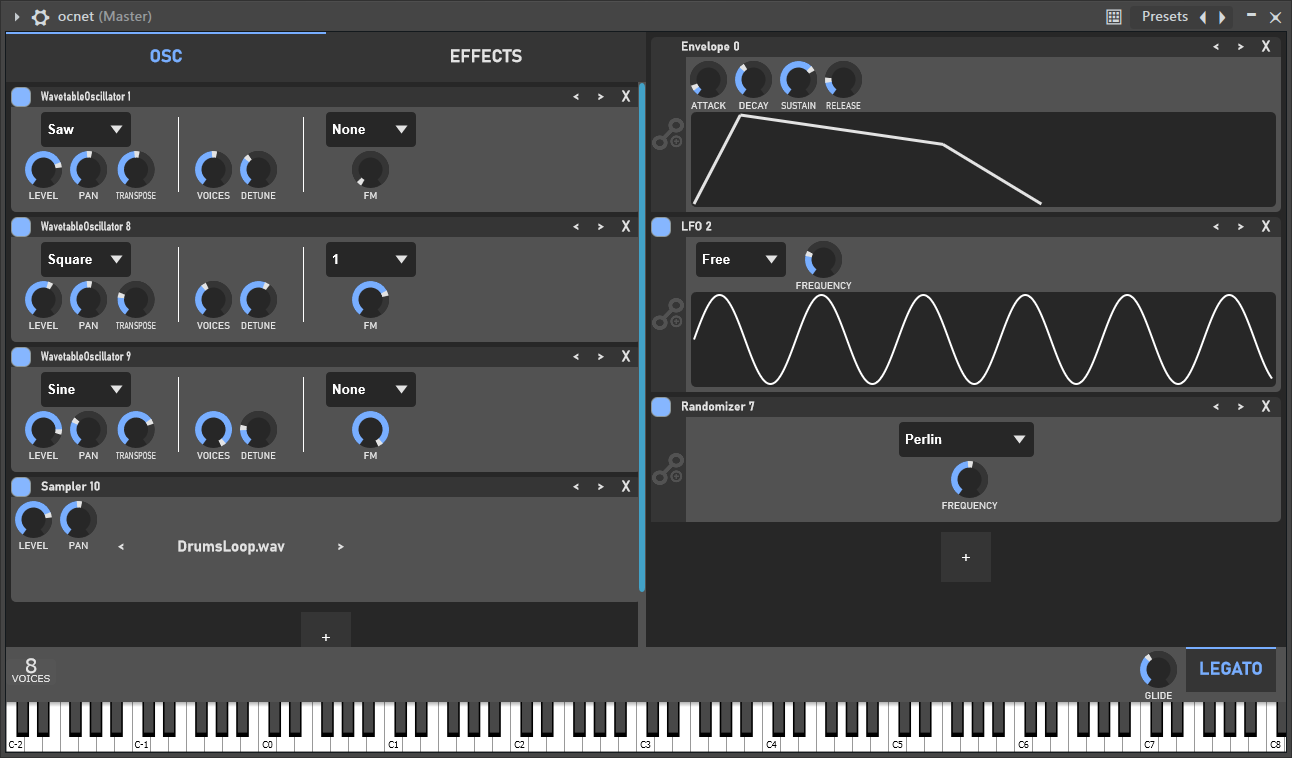 ocnet (Master) Presets
OSC EFFECTS
WavetableOscillator 1 < > X
Saw None
LEVEL PAN TRANSPOSE VOICES DETUNE FM
WavetableOscillator 8 < > X
Square 1
LEVEL PAN TRANSPOSE VOICES DETUNE FM
WavetableOscillator 9 < > X
Sine None
LEVEL PAN TRANSPOSE VOICES DETUNE FM
Sampler 10 < > X
LEVEL PAN < DrumsLoop.wav >
+
Envelope 0 < > X
ATTACK DECAY SUSTAIN RELEASE
LFO 2 < > X
Free
FREQUENCY
Randomizer 7 < > X
Perlin
FREQUENCY
+
8
VOICES
GLIDE LEGATO
C-2 C-1 C0 C1 C2 C3 C4 C5 C6 C7 C8